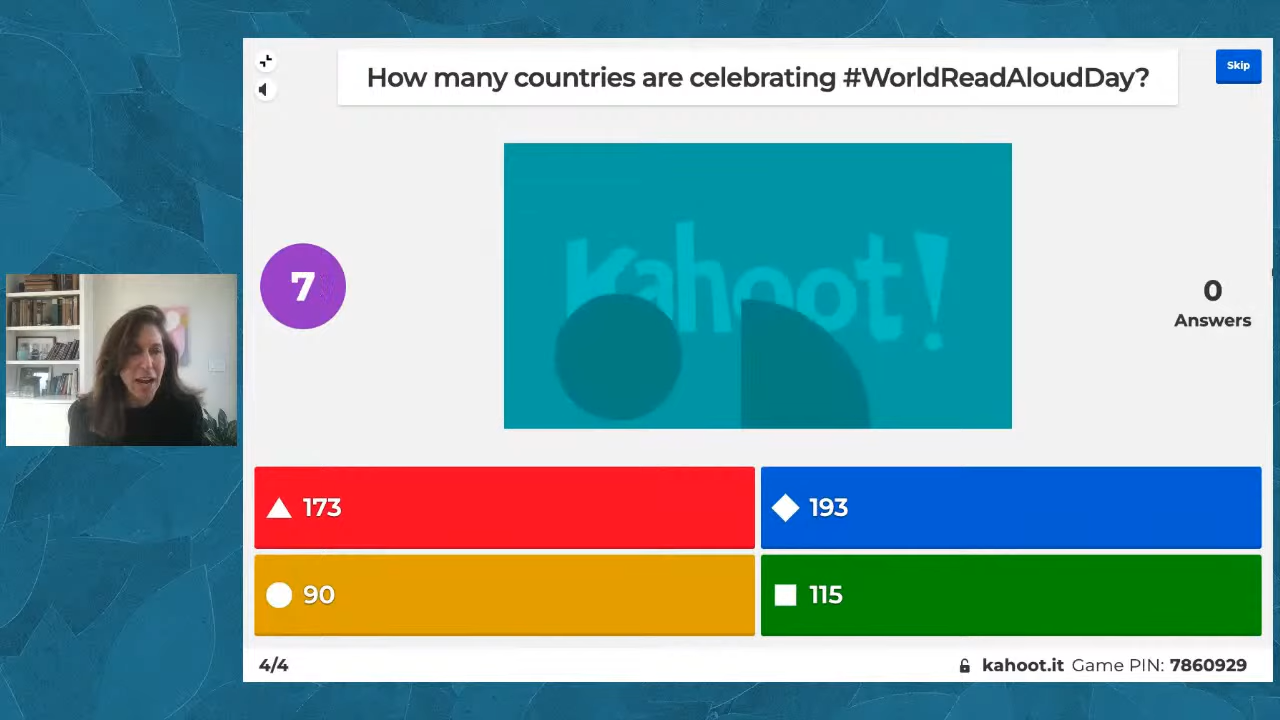 How many countries are celebrating #WorldReadAloudDay?
Skip
Kahoot!
7
0
Answers
173
193
90
115
4/4
kahoot.it Game PIN: 7860929